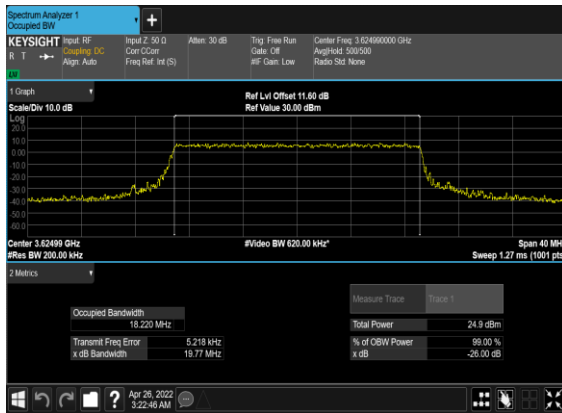 Spectrum Analyzer 1
Occupied BW
KEYSIGHT Input: RF Input Z: 50 Ω Atten: 30 dB Trig: Free Run Center Freq: 3.624990000 GHz
R T Coupling: DC Corr CCorr Gate: Off Avg|Hold: 500/500
Align: Auto Freq Ref: Int (S) #IF Gain: Low Radio Std: None
1 Graph
Ref Lvl Offset 11.60 dB
Scale/Div 10.0 dB Ref Value 30.00 dBm
Log
20.0
10.0
0.00
-10.0
-20.0
-30.0
-40.0
-50.0
-60.0
Center 3.62499 GHz #Video BW 620.00 kHz* Span 40 MH
#Res BW 200.00 kHz Sweep 1.27 ms (1001 pts
2 Metrics
Measure Trace Trace 1
Occupied Bandwidth
18.220 MHz Total Power 24.9 dBm
Transmit Freq Error 5.218 kHz % of OBW Power 99.00 %
x dB Bandwidth 19.77 MHz x dB -26.00 dB
Apr 26, 2022
3:22:46 AM